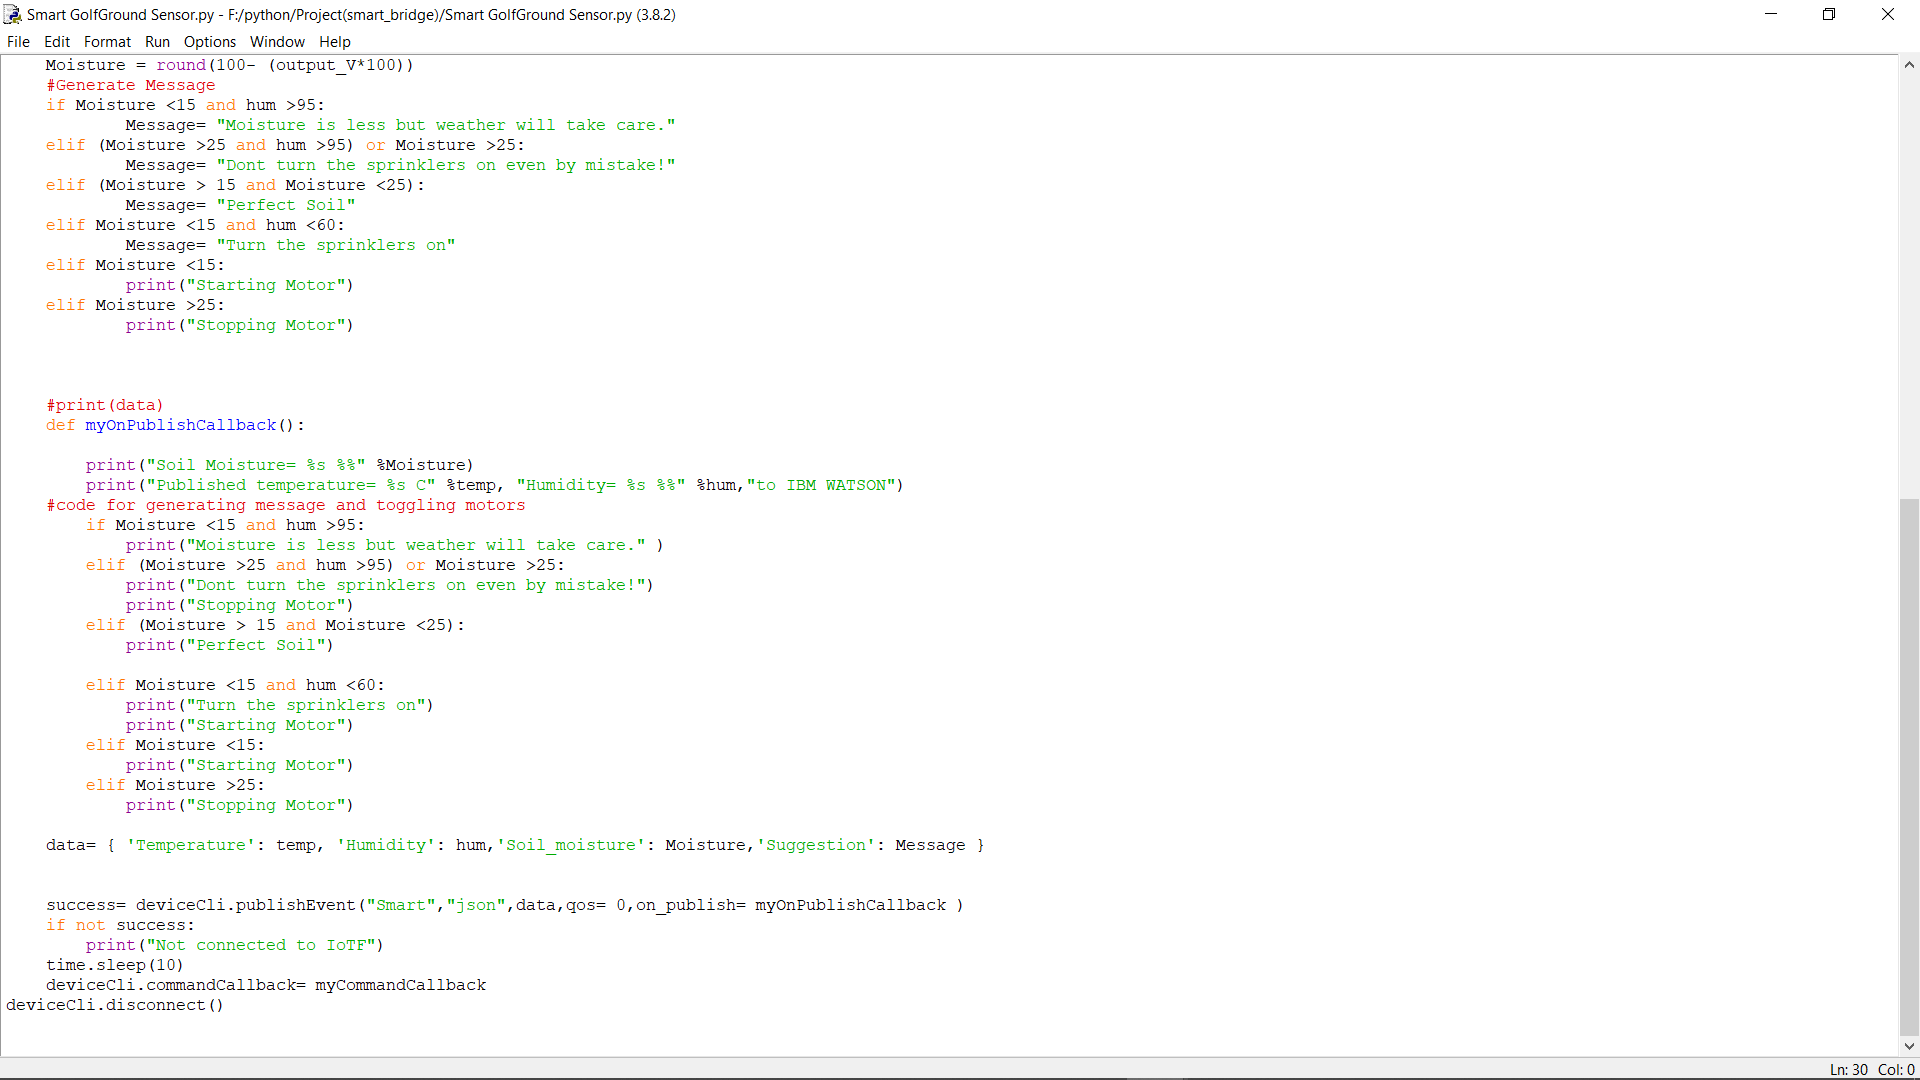 Smart GolfGround Sensor.py - F:/python/Project(smart_bridge)/Smart GolfGround Sensor.py (3.8.2)
File Edit Format Run Options Window Help
    Moisture = round(100- (output_V*100))
    #Generate Message
    if Moisture <15 and hum >95:
            Message= "Moisture is less but weather will take care."
    elif (Moisture >25 and hum >95) or Moisture >25:
            Message= "Dont turn the sprinklers on even by mistake!"
    elif (Moisture > 15 and Moisture <25):
            Message= "Perfect Soil"
    elif Moisture <15 and hum <60:
            Message= "Turn the sprinklers on"
    elif Moisture <15:
            print("Starting Motor")
    elif Moisture >25:
            print("Stopping Motor")
    #print(data)
    def myOnPublishCallback():
        print("Soil Moisture= %s %%" %Moisture)
        print("Published temperature= %s C" %temp, "Humidity= %s %%" %hum,"to IBM WATSON")
    #code for generating message and toggling motors
        if Moisture <15 and hum >95:
            print("Moisture is less but weather will take care." )
        elif (Moisture >25 and hum >95) or Moisture >25:
            print("Dont turn the sprinklers on even by mistake!")
            print("Stopping Motor")
        elif (Moisture > 15 and Moisture <25):
            print("Perfect Soil")
        elif Moisture <15 and hum <60:
            print("Turn the sprinklers on")
            print("Starting Motor")
        elif Moisture <15:
            print("Starting Motor")
        elif Moisture >25:
            print("Stopping Motor")
    data= { 'Temperature': temp, 'Humidity': hum,'Soil_moisture': Moisture,'Suggestion': Message }
    success= deviceCli.publishEvent("Smart","json",data,qos= 0,on_publish= myOnPublishCallback )
    if not success:
        print("Not connected to IoTF")
    time.sleep(10)
    deviceCli.commandCallback= myCommandCallback
deviceCli.disconnect()
Ln: 30 Col: 0